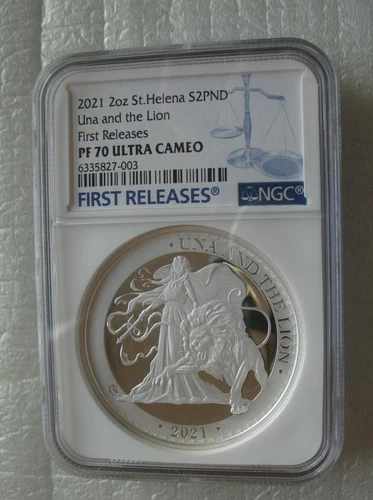 2021 2oz St.Helena S2PND
Una and the Lion
First Releases
PF 70 ULTRA CAMEO
6335827-003
FIRST RELEASES®
NGC®
· UNA AND THE LION ·
2021